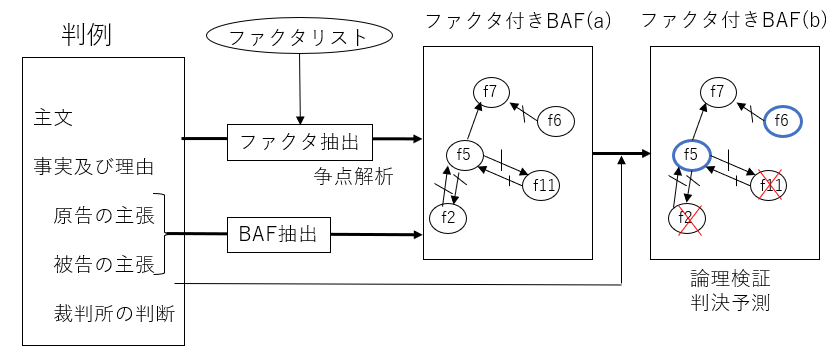 判例
主文
事実及び理由
原告の主張
被告の主張
裁判所の判断
ファクタリスト
ファクタ抽出
争点解析
BAF抽出
ファクタ付きBAF(a)
f7
f6
f5
f11
f2
ファクタ付きBAF(b)
f7
f6
f5
f11
f2
論理検証
判決予測